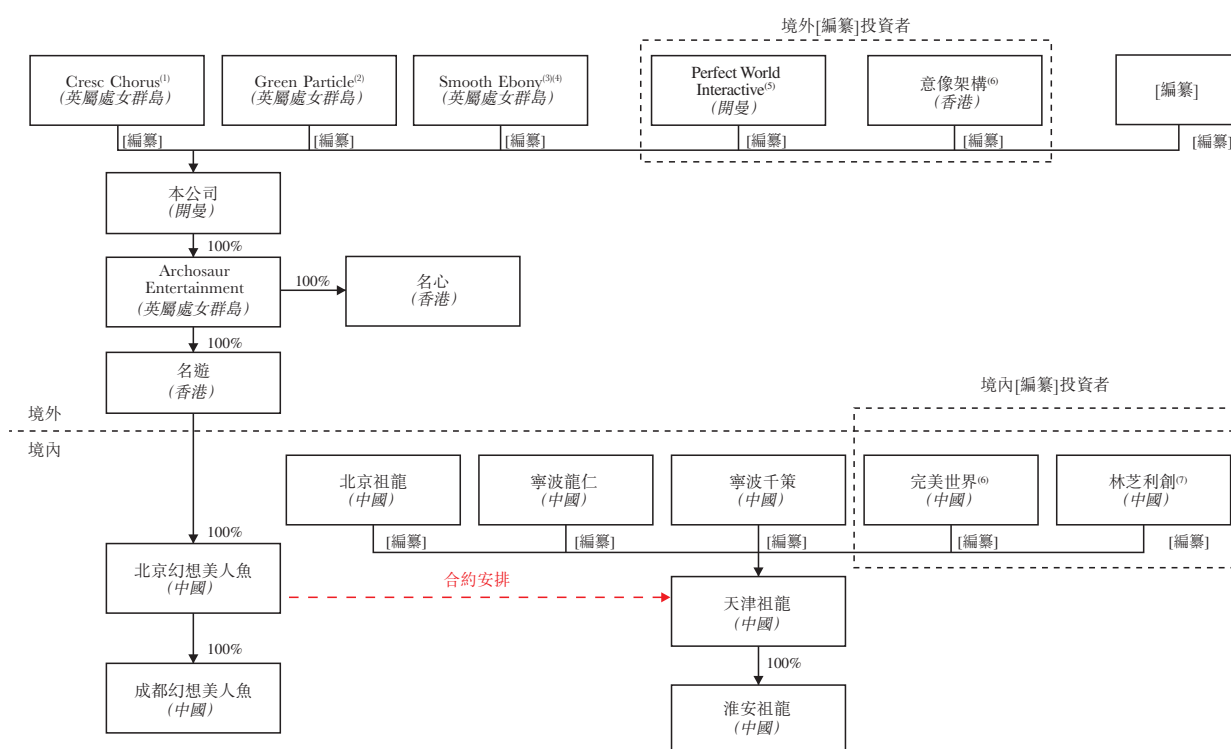 境外[編纂]投資者
Cresc Chorus(1)
(英屬處女群島)
Green Particle(2)
(英屬處女群島)
Smooth Ebony(3)(4)
(英屬處女群島)
Perfect World
Interactive(5)
(開曼)
意像架構(6)
(香港)
[編纂]
[編纂]
[編纂]
[編纂]
[編纂]
[編纂]
[編纂]
本公司
(開曼)
100%
Archosaur
Entertainment
(英屬處女群島)
100%
名心
(香港)
100%
名遊
(香港)
境外
境內
境內[編纂]投資者
北京祖龍
(中國)
寧波龍仁
(中國)
寧波千策
(中國)
完美世界(6)
(中國)
林芝利創(7)
(中國)
100%
[編纂]
[編纂]
[編纂]
[編纂]
[編纂]
北京幻想美人魚
(中國)
合約安排
天津祖龍
(中國)
100%
100%
成都幻想美人魚
(中國)
淮安祖龍
(中國)